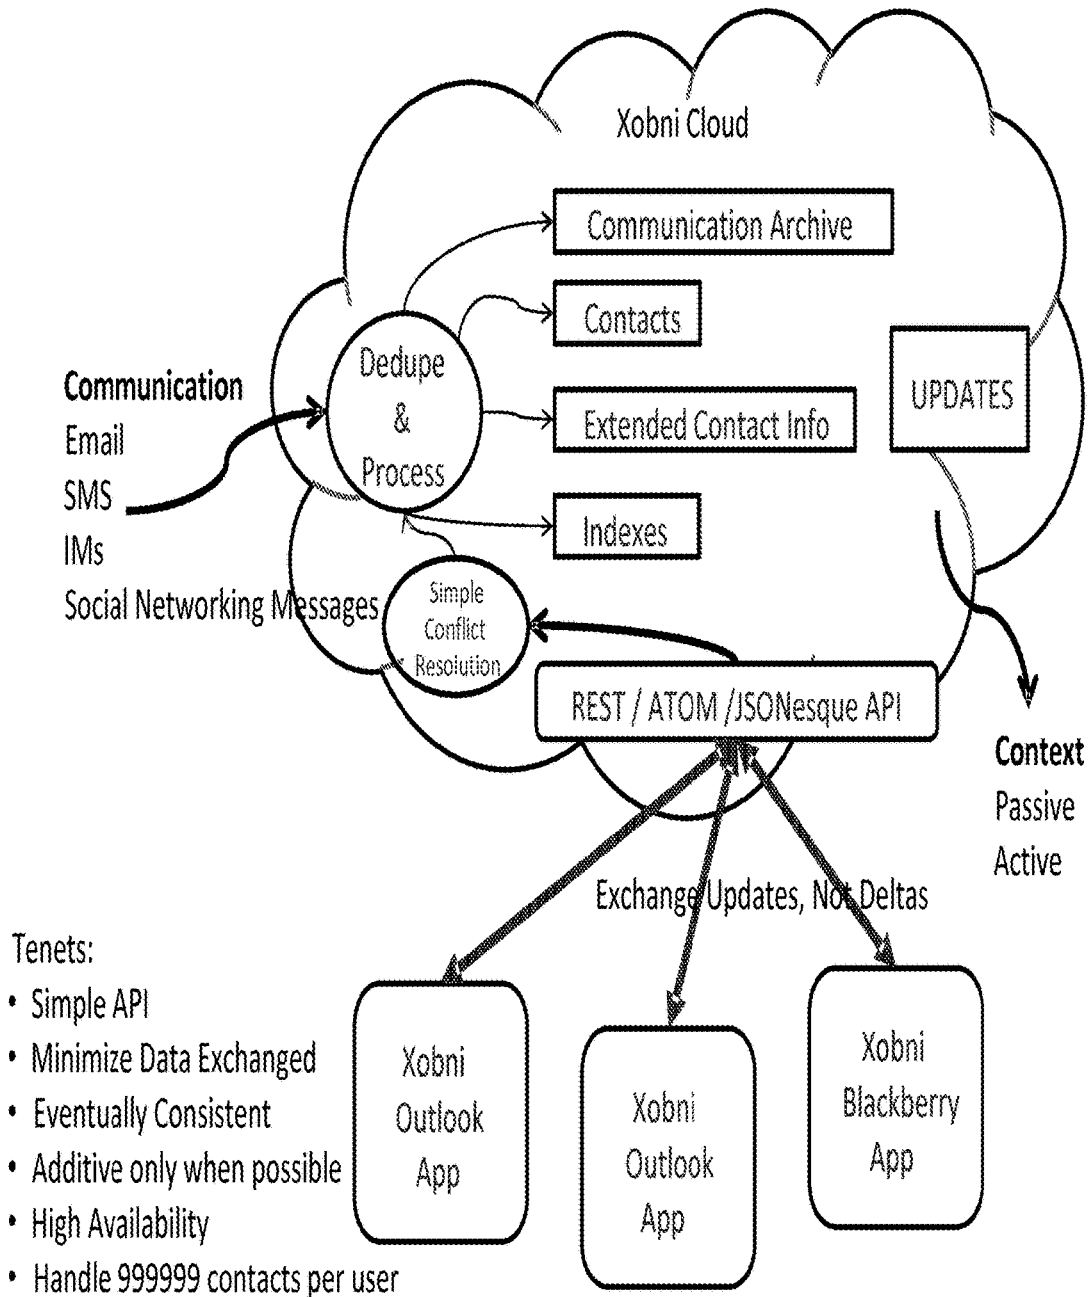 Xobni Cloud
Communication Archive
Contacts
Dedupe
&
Process
Communication
Email
SMS
IMs
Social Networking Messages
UPDATES
Extended Contact Info
Indexes
Simple
Conflict
Resolution
REST / ATOM /JSONesque API
Context
Passive
Active
Exchange Updates, Not Deltas
Tenets:
• Simple API
• Minimize Data Exchanged
• Eventually Consistent
• Additive only when possible
• High Availability
• Handle 999999 contacts per user
Xobni
Outlook
App
Xobni
Outlook
App
Xobni
Blackberry
App